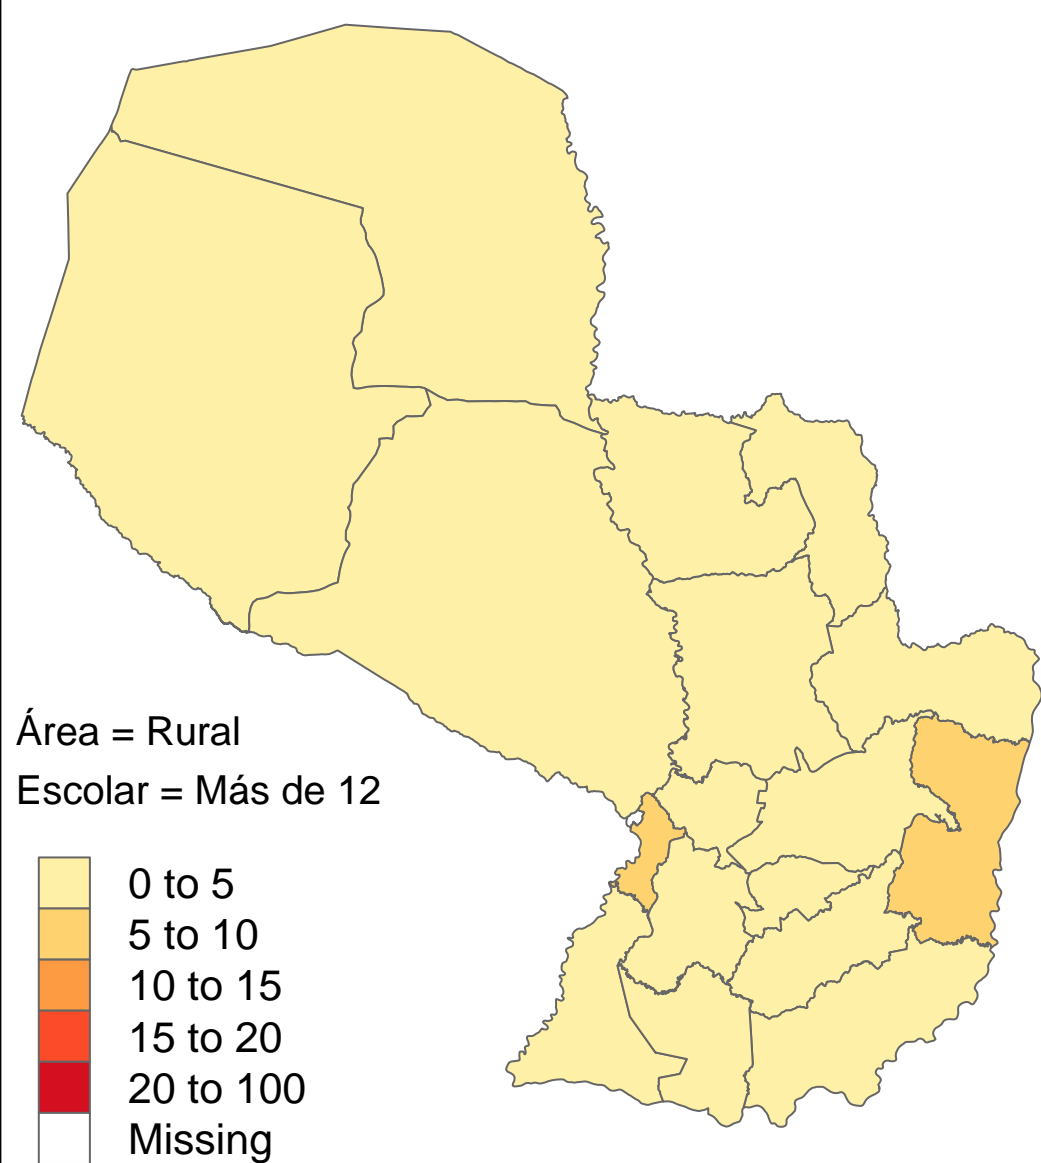 Área = Rural
Escolar = Más de 12
0 to 5
5 to 10
10 to 15
15 to 20
20 to 100
Missing